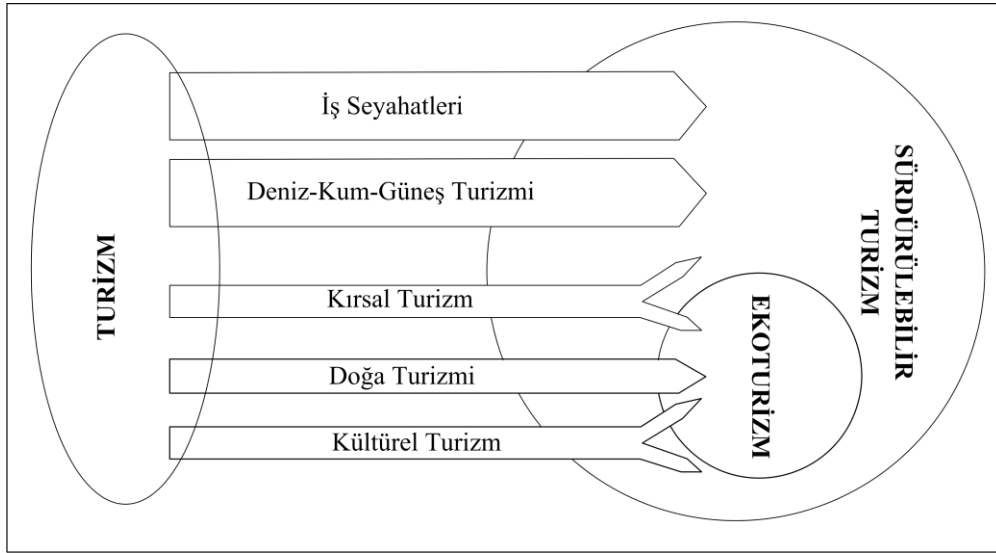 TURİZM
İş Seyahatleri
Deniz-Kum-Güneş Turizmi
Kırsal Turizm
Doğa Turizmi
Kültürel Turizm
EKOTURİZM
SÜRDÜRÜLEBİLİR
TURİZM